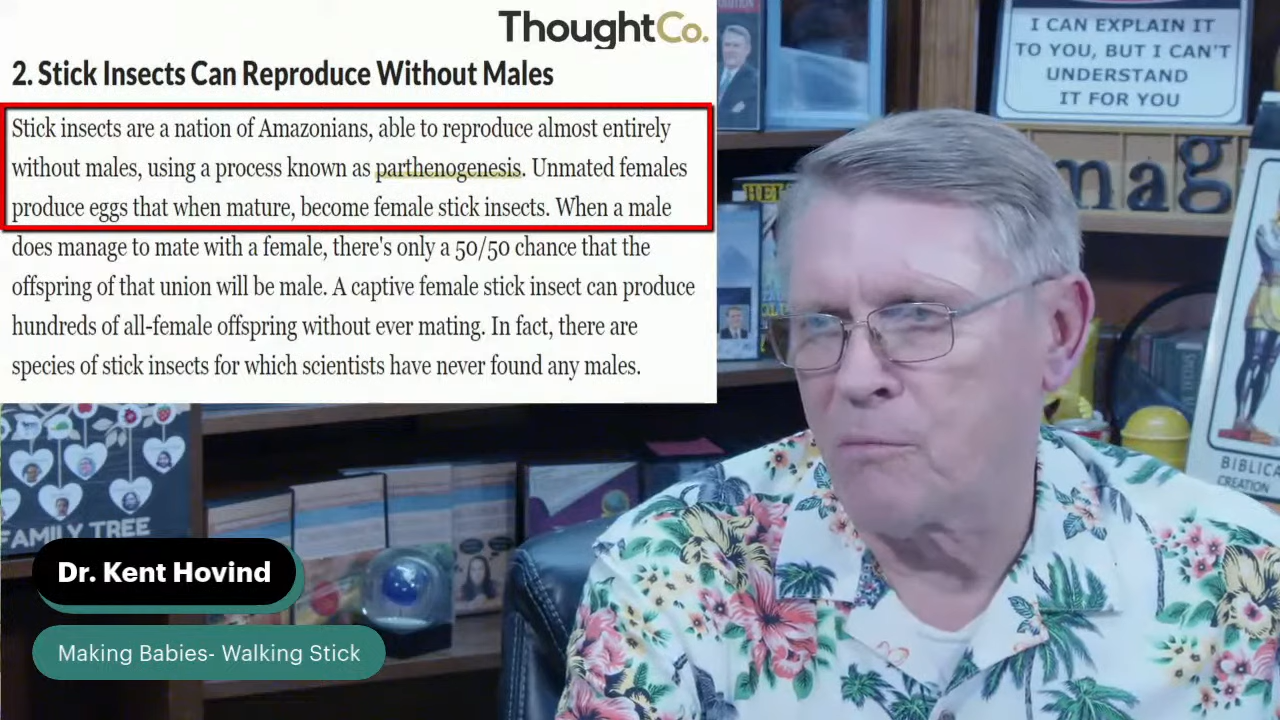 ThoughtCo.
2. Stick Insects Can Reproduce Without Males
Stick insects are a nation of Amazonians, able to reproduce almost entirely
without males, using a process known as parthenogenesis. Unmated females
produce eggs that when mature, become female stick insects. When a male
does manage to mate with a female, there's only a 50/50 chance that the
offspring of that union will be male. A captive female stick insect can produce
hundreds of all-female offspring without ever mating. In fact, there are
species of stick insects for which scientists have never found any males.
I CAN EXPLAIN IT
TO YOU, BUT I CAN'T
UNDERSTAND
IT FOR YOU
mag
FAMILY TREE
BIBLICA
CREATION
Dr. Kent Hovind
Making Babies- Walking Stick